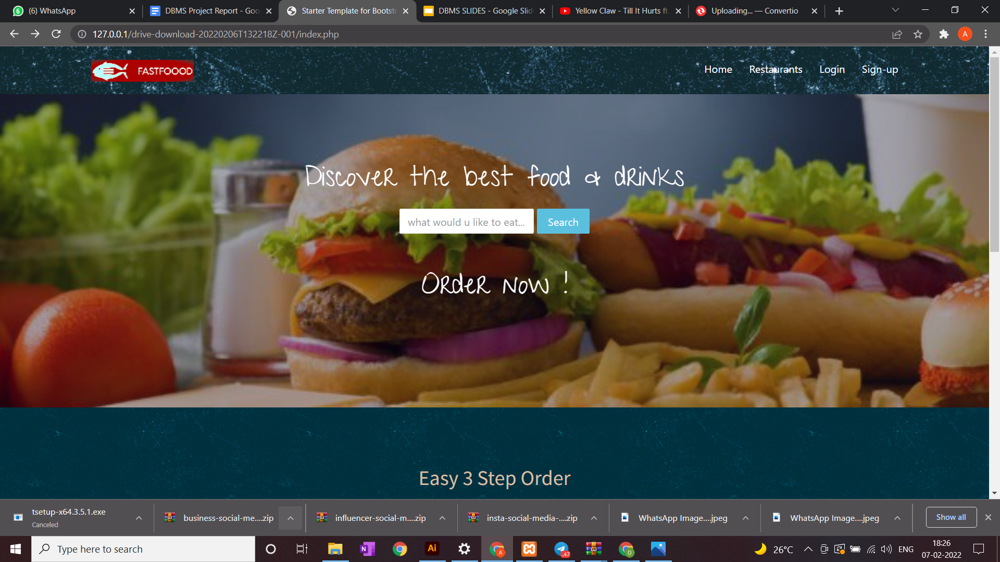 (6) WhatsApp
DBMS Project Report - Goo
Starter Template for Bootstr
DBMS SLIDES - Google Slid
Yellow Claw - Till It Hurts ft.
Uploading... — Convertio
127.0.0.1/drive-download-20220206T132218Z-001/index.php
A
FASTFOOOD
Home
Restaurants
Login
Sign-up
Discover the best food & drinks
what would u like to eat...
Search
Order Now !
Easy 3 Step Order
tsetup-x64.3.5.1.exe
Canceled
business-social-me....zip
influencer-social-m....zip
insta-social-media-....zip
WhatsApp Image....jpeg
WhatsApp Image....jpeg
Show all
Type here to search
N
Ai
A
47
D
26°C
ENG
18:26
07-02-2022